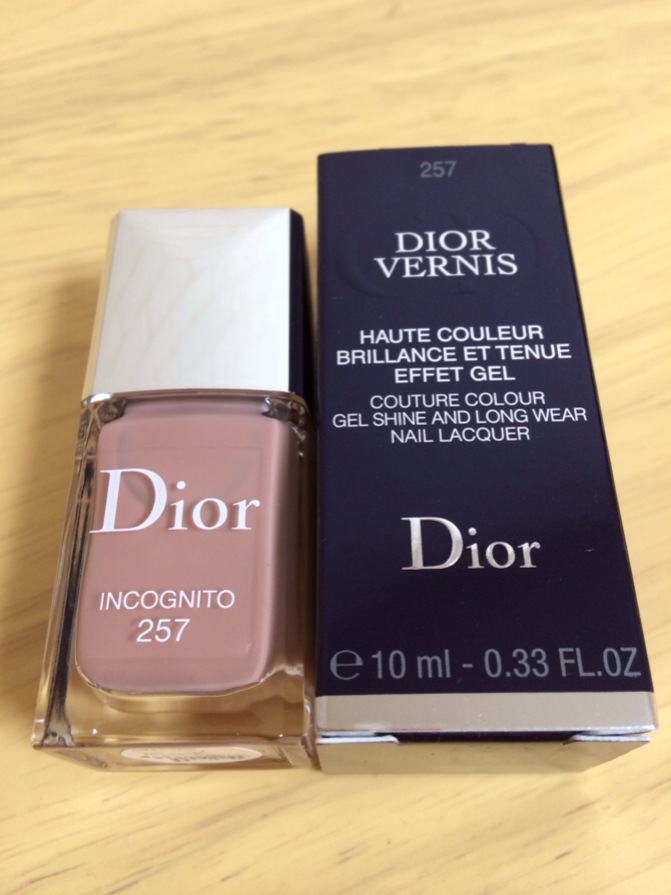 Dior
INCOGNITO
257
257
DIOR
VERNIS
HAUTE COULEUR
BRILLANCE ET TENUE
EFFET GEL
COUTURE COLOUR
GEL SHINE AND LONG WEAR
NAIL LACQUER
Dior
℮ 10 ml - 0.33 FL.OZ